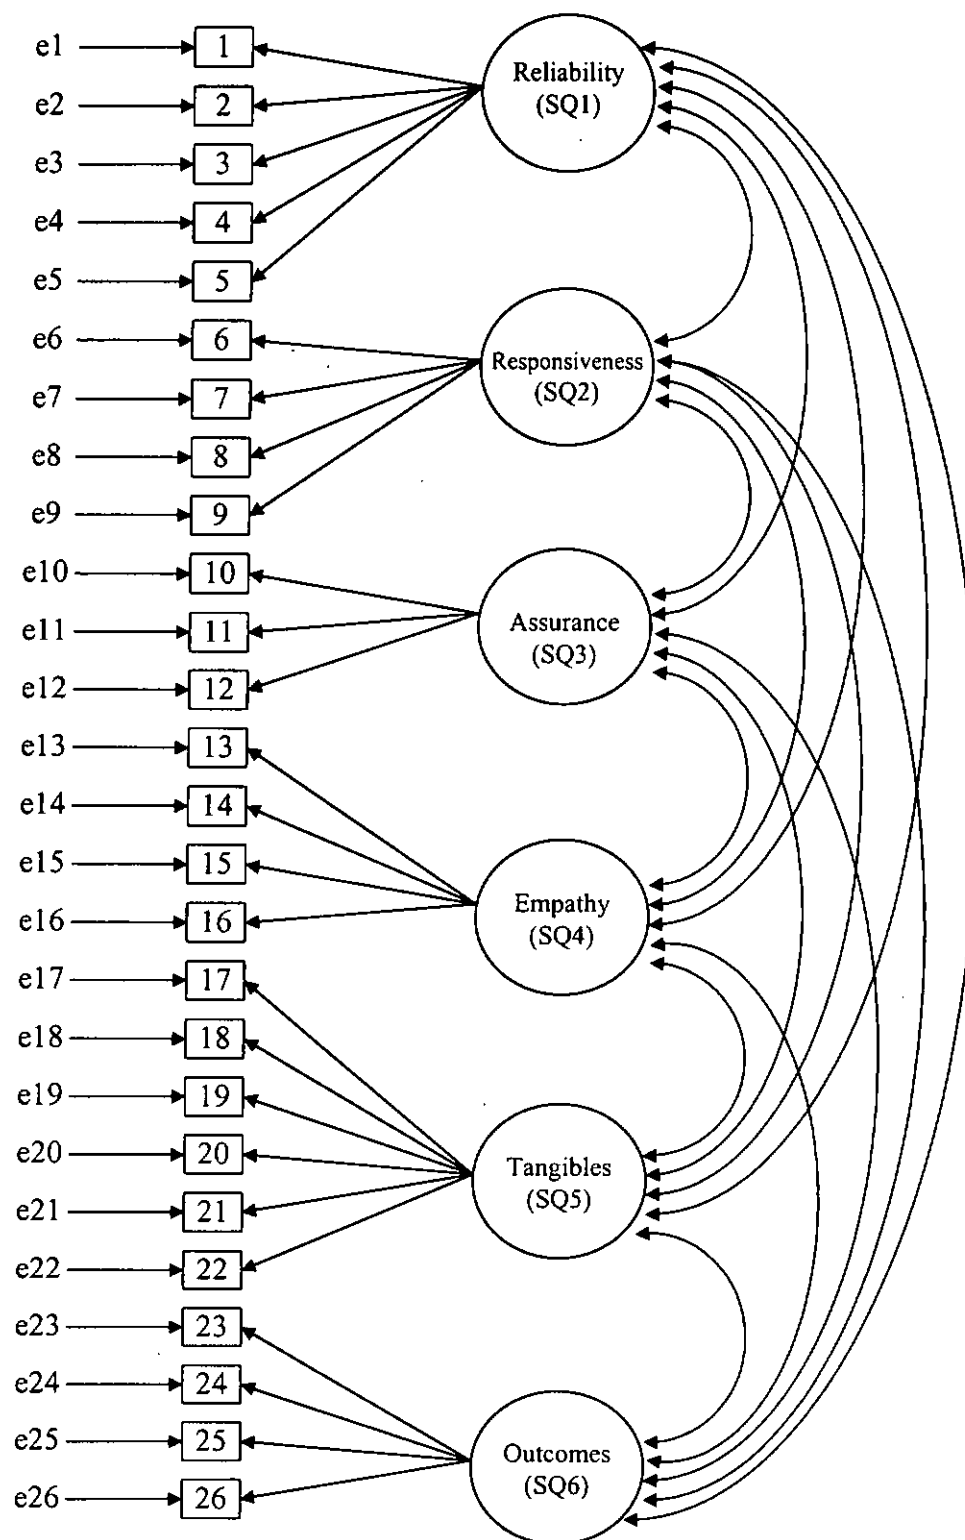 e1 1
e2 2
e3 3
e4 4
e5 5
Reliability
(SQ1)
e6 6
e7 7
e8 8
e9 9
Responsiveness
(SQ2)
e10 10
e11 11
e12 12
Assurance
(SQ3)
e13 13
e14 14
e15 15
e16 16
Empathy
(SQ4)
e17 17
e18 18
e19 19
e20 20
e21 21
e22 22
Tangibles
(SQ5)
e23 23
e24 24
e25 25
e26 26
Outcomes
(SQ6)